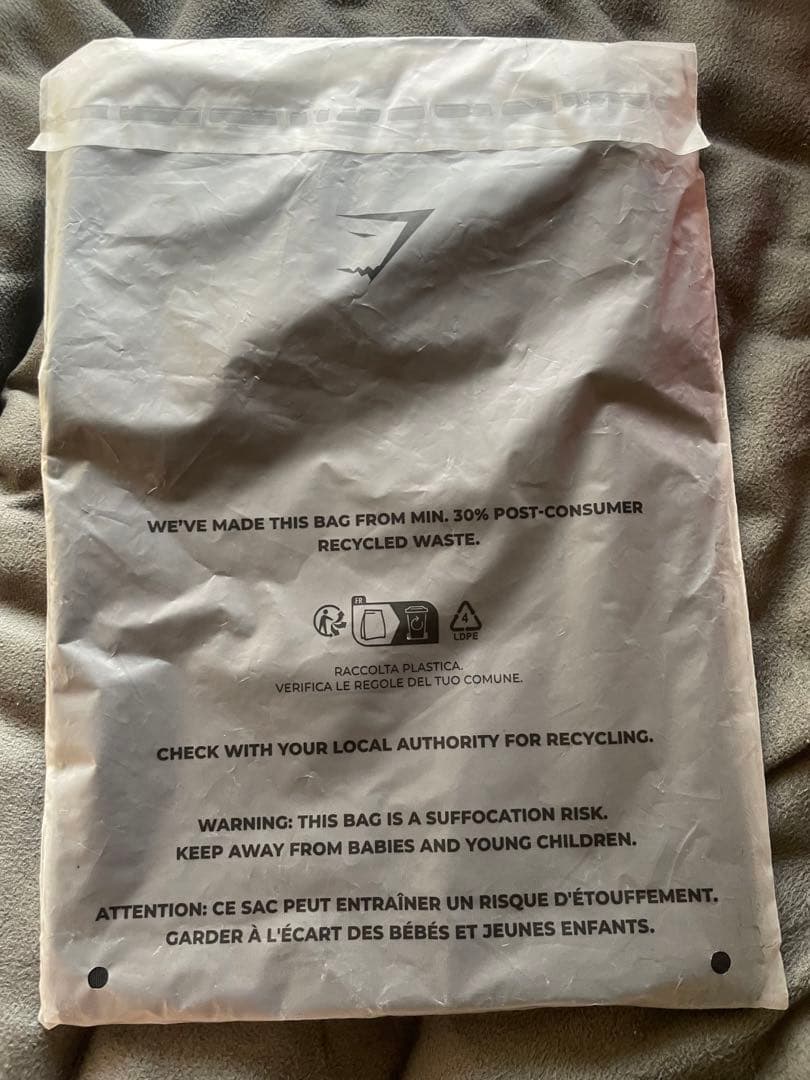 WE'VE MADE THIS BAG FROM MIN. 30% POST-CONSUMER
RECYCLED WASTE.
FR
4
LDPE
RACCOLTA PLASTICA.
VERIFICA LE REGOLE DEL TUO COMUNE.
CHECK WITH YOUR LOCAL AUTHORITY FOR RECYCLING.
WARNING: THIS BAG IS A SUFFOCATION RISK.
KEEP AWAY FROM BABIES AND YOUNG CHILDREN.
ATTENTION: CE SAC PEUT ENTRAÎNER UN RISQUE D'ÉTOUFFEMENT.
GARDER À L'ÉCART DES BÉBÉS ET JEUNES ENFANTS.